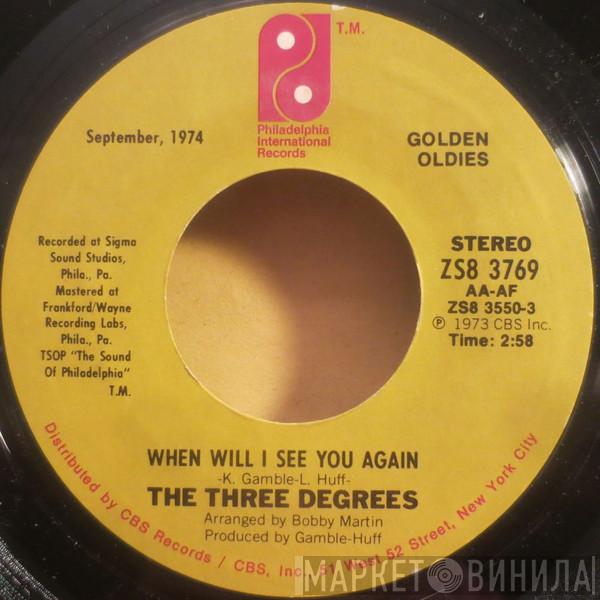 T.M.
Philadelphia
International
Records
September, 1974
GOLDEN
OLDIES
Recorded at Sigma
Sound Studios,
Phila., Pa.
Mastered at
Frankford/Wayne
Recording Labs,
Phila., Pa.
TSOP "The Sound
Of Philadelphia"
T.M.
STEREO
ZS8 3769
AA-AF
ZS8 3550-3
Ⓟ 1973 CBS Inc.
Time: 2:58
WHEN WILL I SEE YOU AGAIN
-K. Gamble-L. Huff-
THE THREE DEGREES
Arranged by Bobby Martin
Produced by Gamble-Huff
Distributed by CBS Records / CBS, Inc., 51 West 52 Street, New York City
МАРКЕТ ВИНИЛА